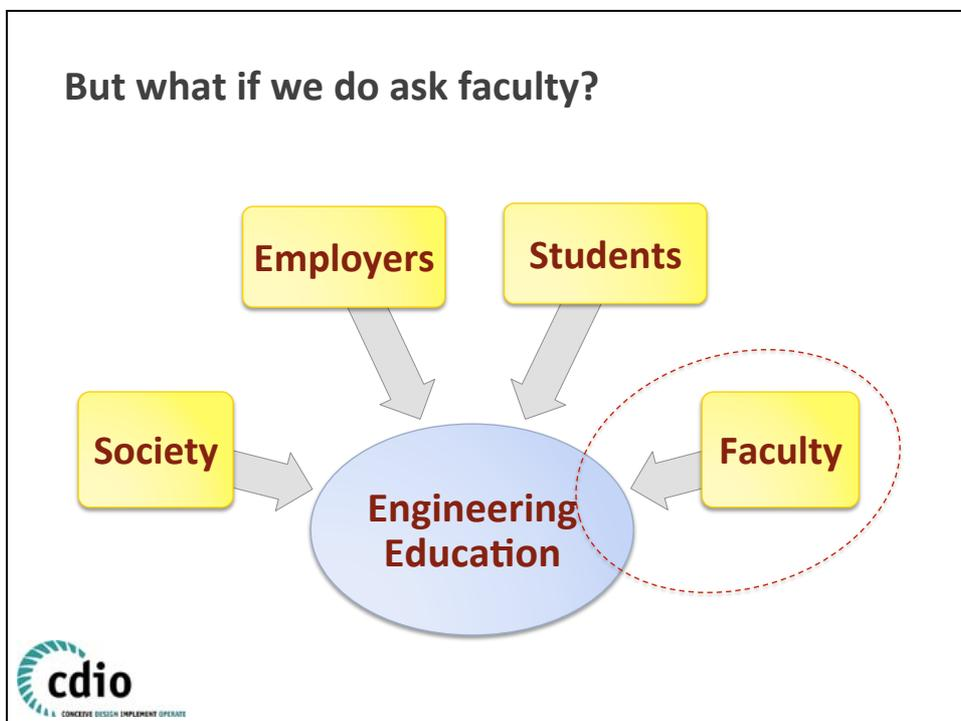 But what if we do ask faculty?
Employers
Students
Society
Faculty
Engineering
Education
cdio
CONCEIVE DESIGN IMPLEMENT OPERATE